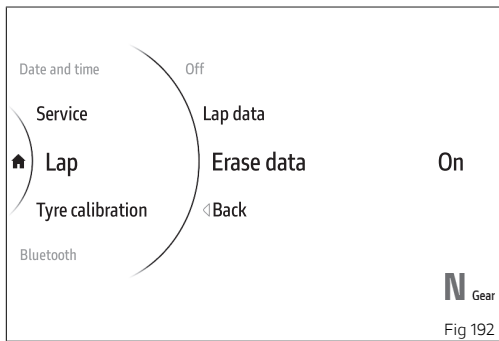 Date and time
Off
Service
Lap data
Lap
Erase data
On
Tyre calibration
Back
Bluetooth
N Gear
Fig 192